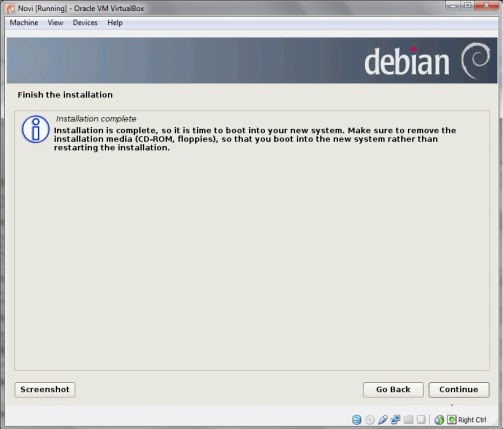 Novi [Running] - Oracle VM VirtualBox
Machine View Devices Help
debian
Finish the installation
Installation complete
Installation is complete, so it is time to boot into your new system. Make sure to remove the
installation media (CD-ROM, floppies), so that you boot into the new system rather than
restarting the installation.
Screenshot
Go Back
Continue
Right Ctrl